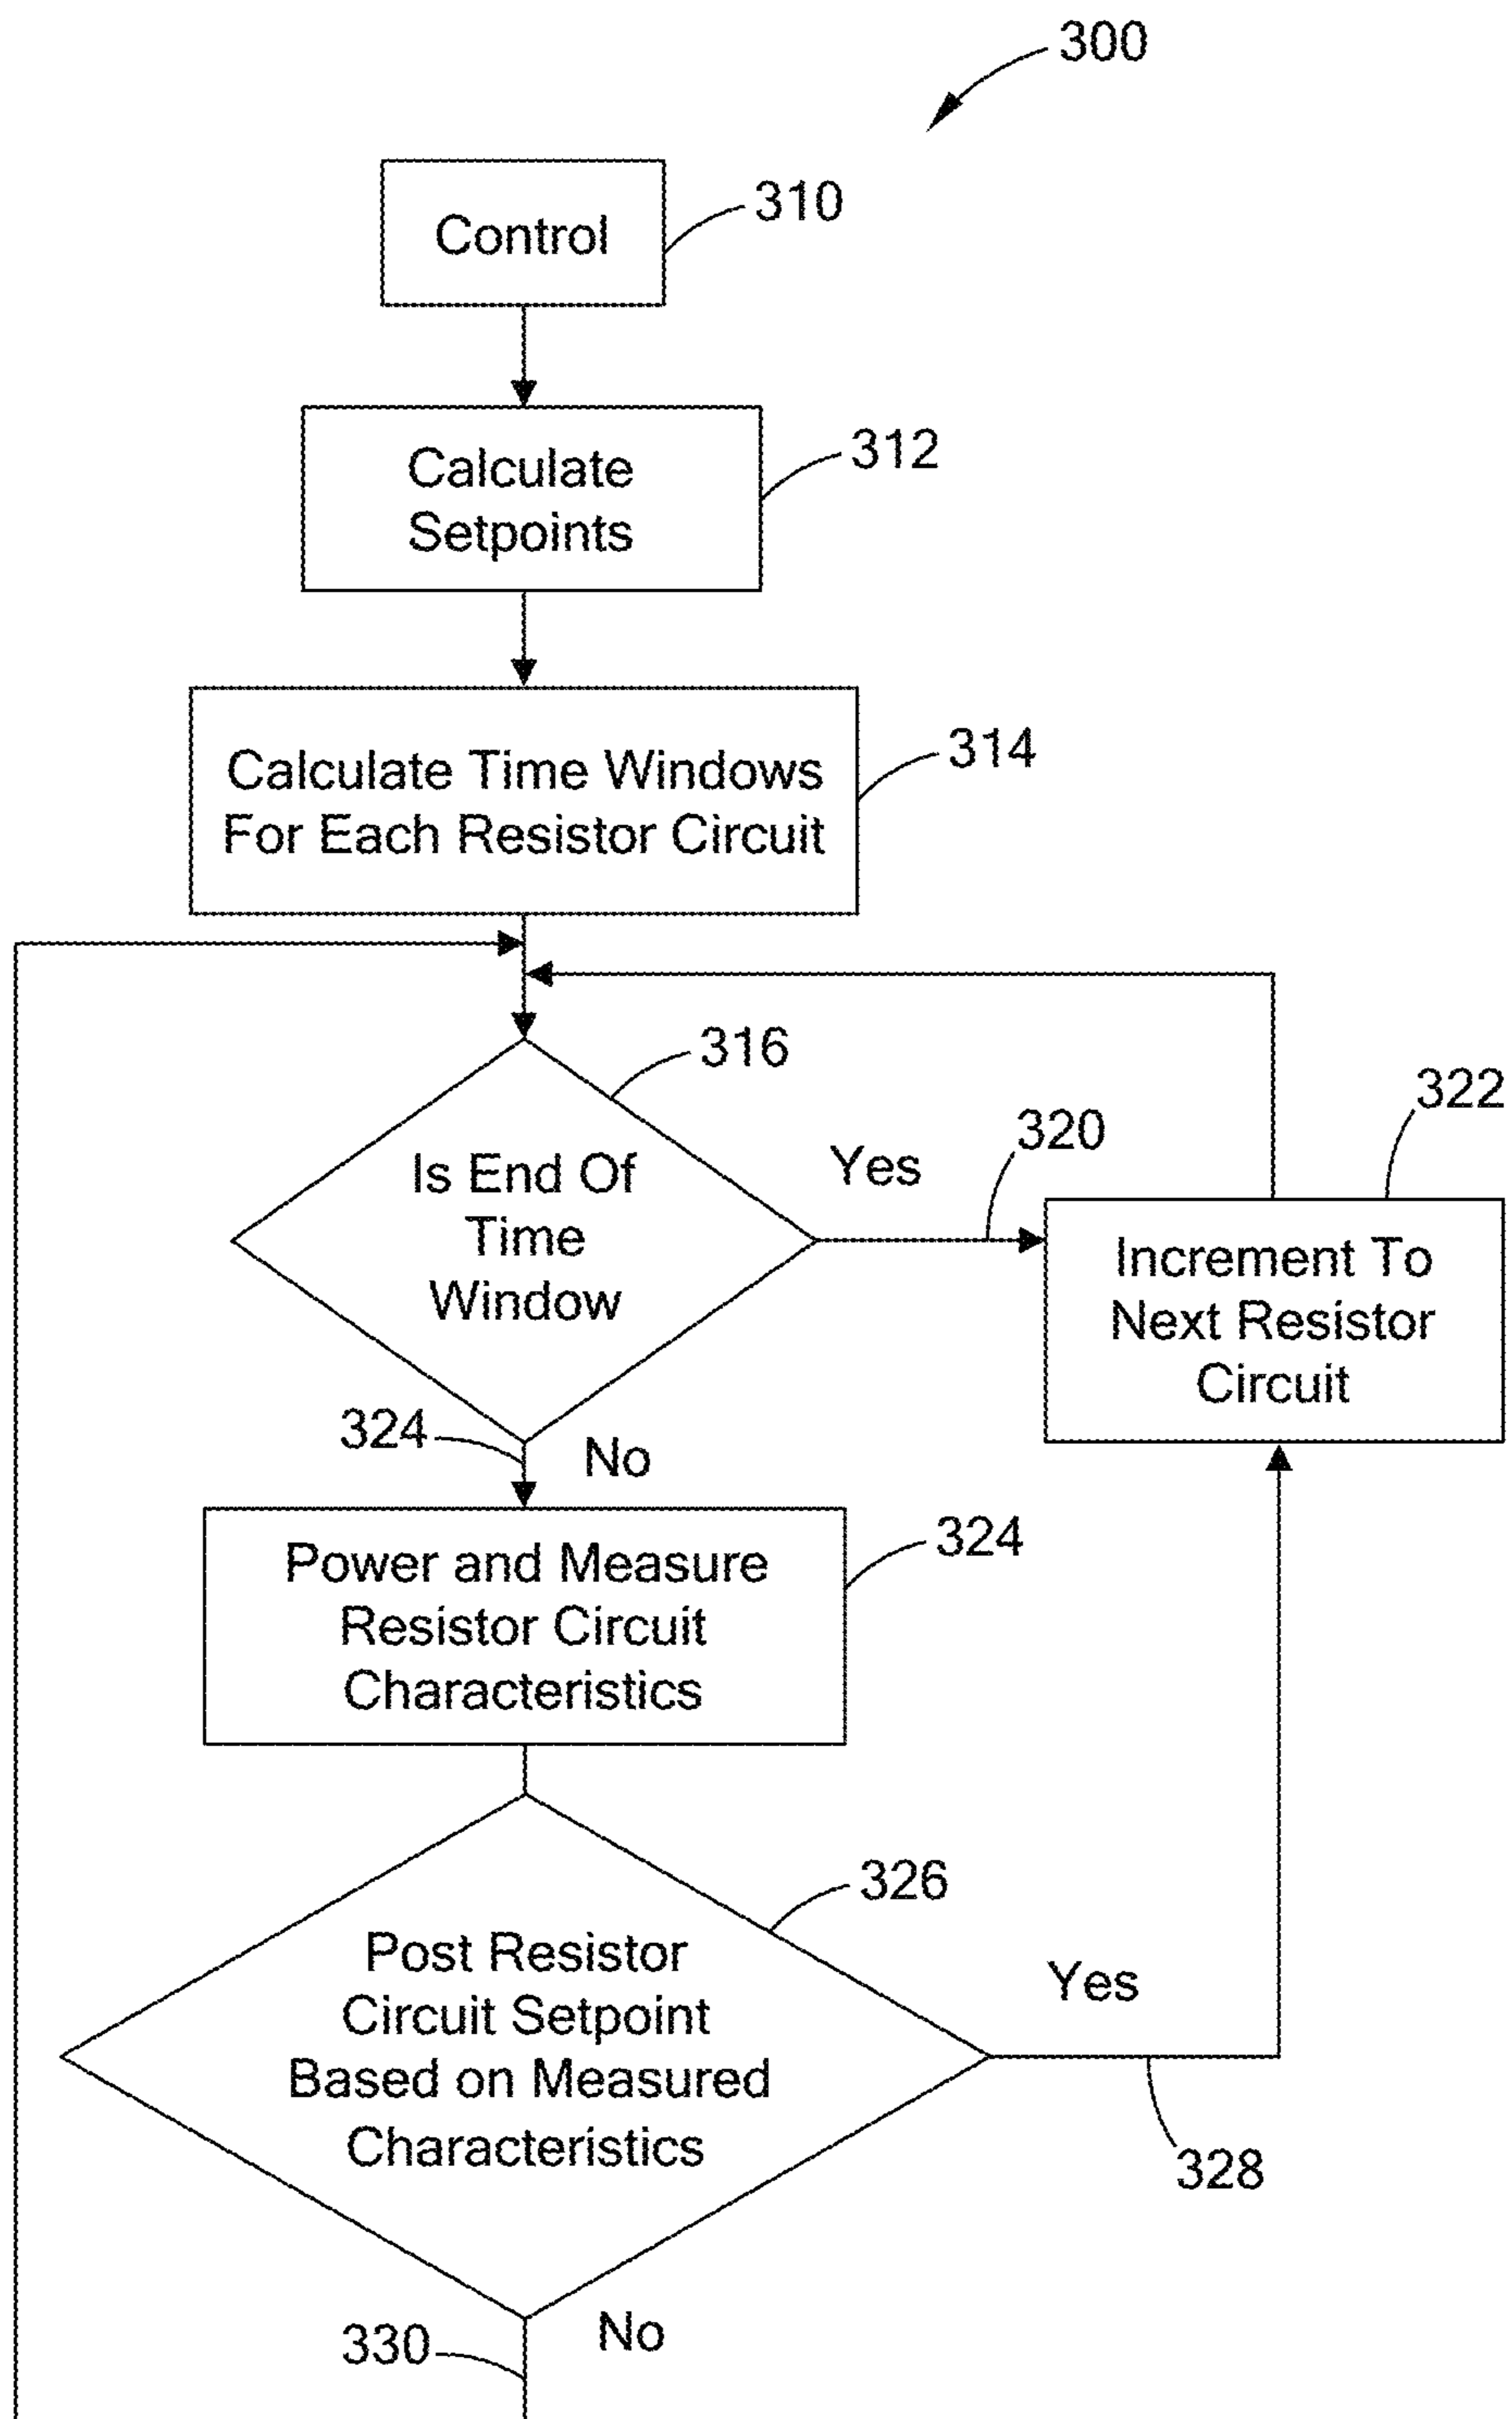 300
Control
310
Calculate
Setpoints
312
Calculate Time Windows
For Each Resistor Circuit
314
316
Is End Of
Time
Window
Yes
320
322
Increment To
Next Resistor
Circuit
324
No
Power and Measure
Resistor Circuit
Characteristics
324
326
Post Resistor
Circuit Setpoint
Based on Measured
Characteristics
Yes
328
330
No